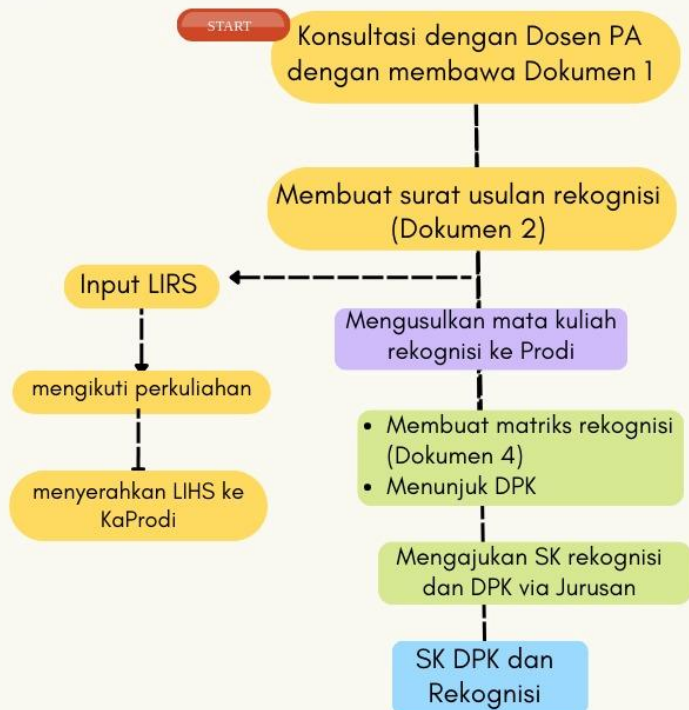 START
Konsultasi dengan Dosen PA
dengan membawa Dokumen 1
Membuat surat usulan rekognisi
(Dokumen 2)
Input LIRS
Mengusulkan mata kuliah
rekognisi ke Prodi
mengikuti perkuliahan
• Membuat matriks rekognisi
(Dokumen 4)
• Menunjuk DPK
menyerahkan LIHS ke
KaProdi
Mengajukan SK rekognisi
dan DPK via Jurusan
SK DPK dan
Rekognisi